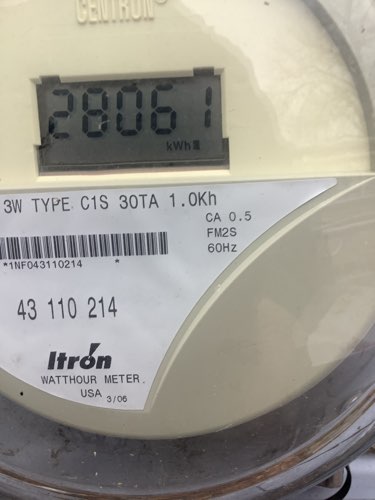 CENTRON®
28061
kWh
3W TYPE C1S 30TA 1.0Kh
CA 0.5
FM2S
60Hz
*1NF043110214 *
43 110 214
Itrón
WATTHOUR METER
USA 3/06